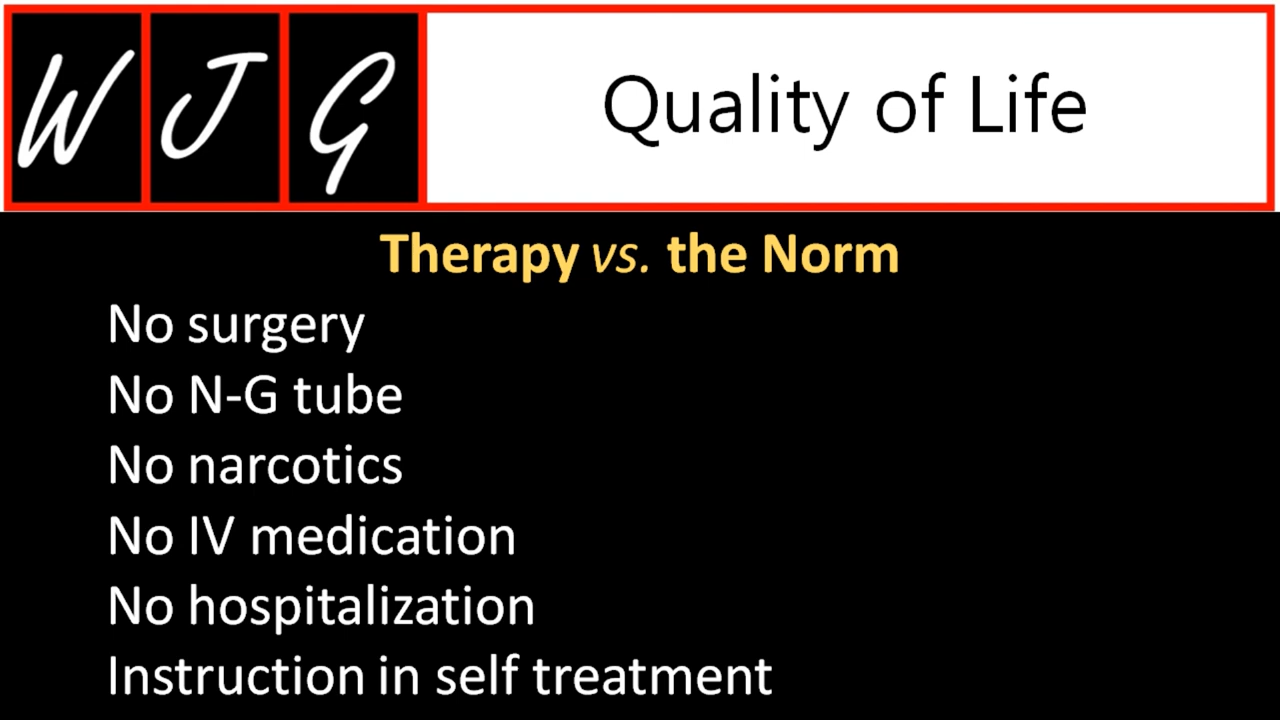 WJG
Quality of Life
Therapy vs. the Norm
No surgery
No N-G tube
No narcotics
No IV medication
No hospitalization
Instruction in self treatment